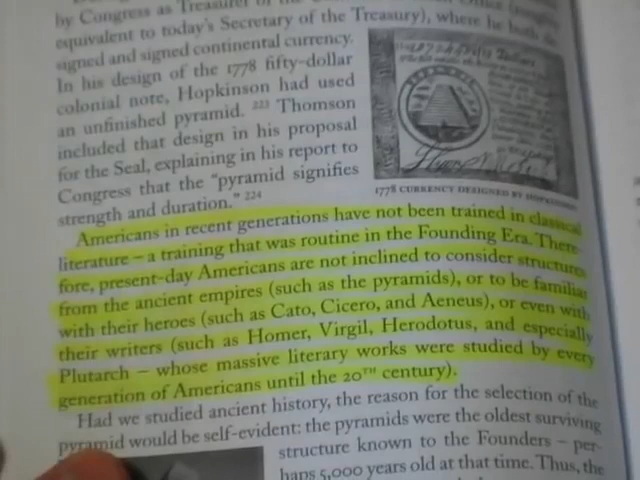 by Congress as Treasurer of
equivalent to today's Secretary of the Treasury), where he both de-
signed and signed continental currency.
In his design of the 1778 fifty-dollar
colonial note, Hopkinson had used
an unfinished pyramid. 223 Thomson
included that design in his proposal
for the Seal, explaining in his report to
Congress that the "pyramid signifies
strength and duration." 224
1778 CURRENCY DESIGNED BY HOPKINSON
Americans in recent generations have not been trained in classical
literature – a training that was routine in the Founding Era. There-
fore, present-day Americans are not inclined to consider structures
from the ancient empires (such as the pyramids), or to be familiar
with their heroes (such as Cato, Cicero, and Aeneus), or even with
their writers (such as Homer, Virgil, Herodotus, and especially
Plutarch – whose massive literary works were studied by every
generation of Americans until the 20TH century).
Had we studied ancient history, the reason for the selection of the
pyramid would be self-evident: the pyramids were the oldest surviving
structure known to the Founders – per-
haps 5,000 years old at that time. Thus, the